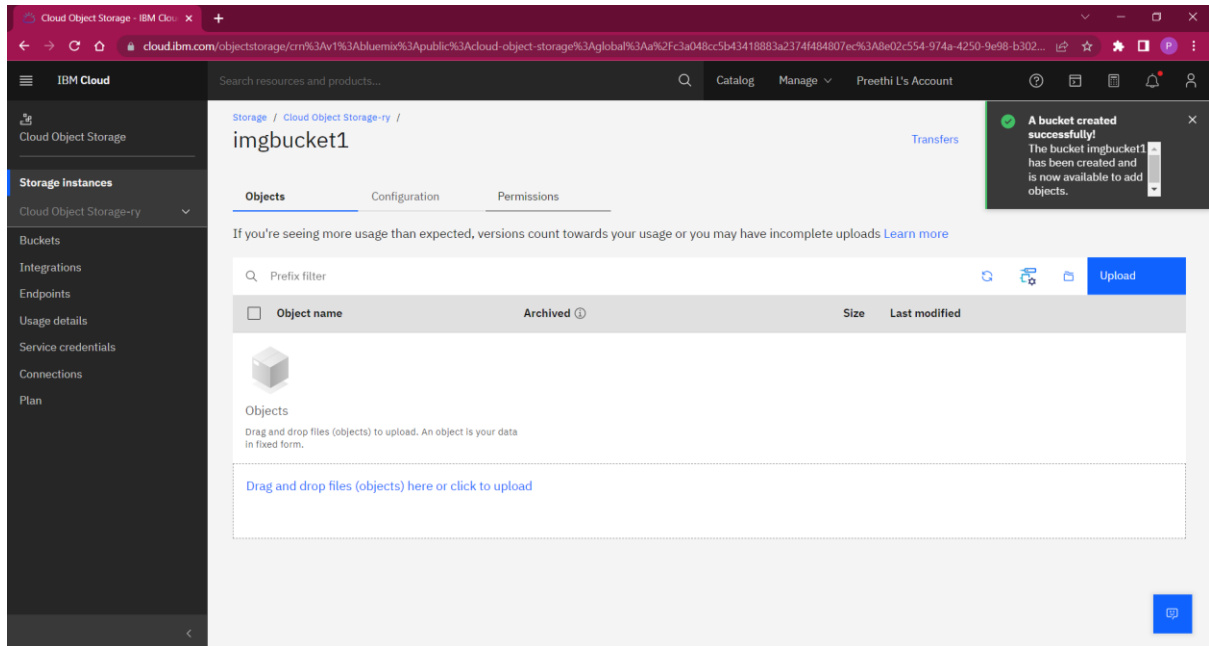 Cloud Object Storage - IBM Clou
cloud.ibm.com/objectstorage/crn%3Av1%3Abluemix%3Apublic%3Acloud-object-storage%3Aglobal%3Aa%2Fc3a048cc5b43418883a2374f484807ec%3A8e02c554-974a-4250-9e98-b302...
P
IBM Cloud
Search resources and products...
Catalog
Manage
Preethi L's Account
Cloud Object Storage
Storage instances
Cloud Object Storage-ry
Buckets
Integrations
Endpoints
Usage details
Service credentials
Connections
Plan
Storage / Cloud Object Storage-ry /
imgbucket1
Transfers
A bucket created
successfully!
The bucket imgbucket1
has been created and
is now available to add
objects.
Objects
Configuration
Permissions
If you're seeing more usage than expected, versions count towards your usage or you may have incomplete uploads Learn more
Prefix filter
Upload
Object name
Archived
Size
Last modified
Objects
Drag and drop files (objects) to upload. An object is your data
in fixed form.
Drag and drop files (objects) here or click to upload